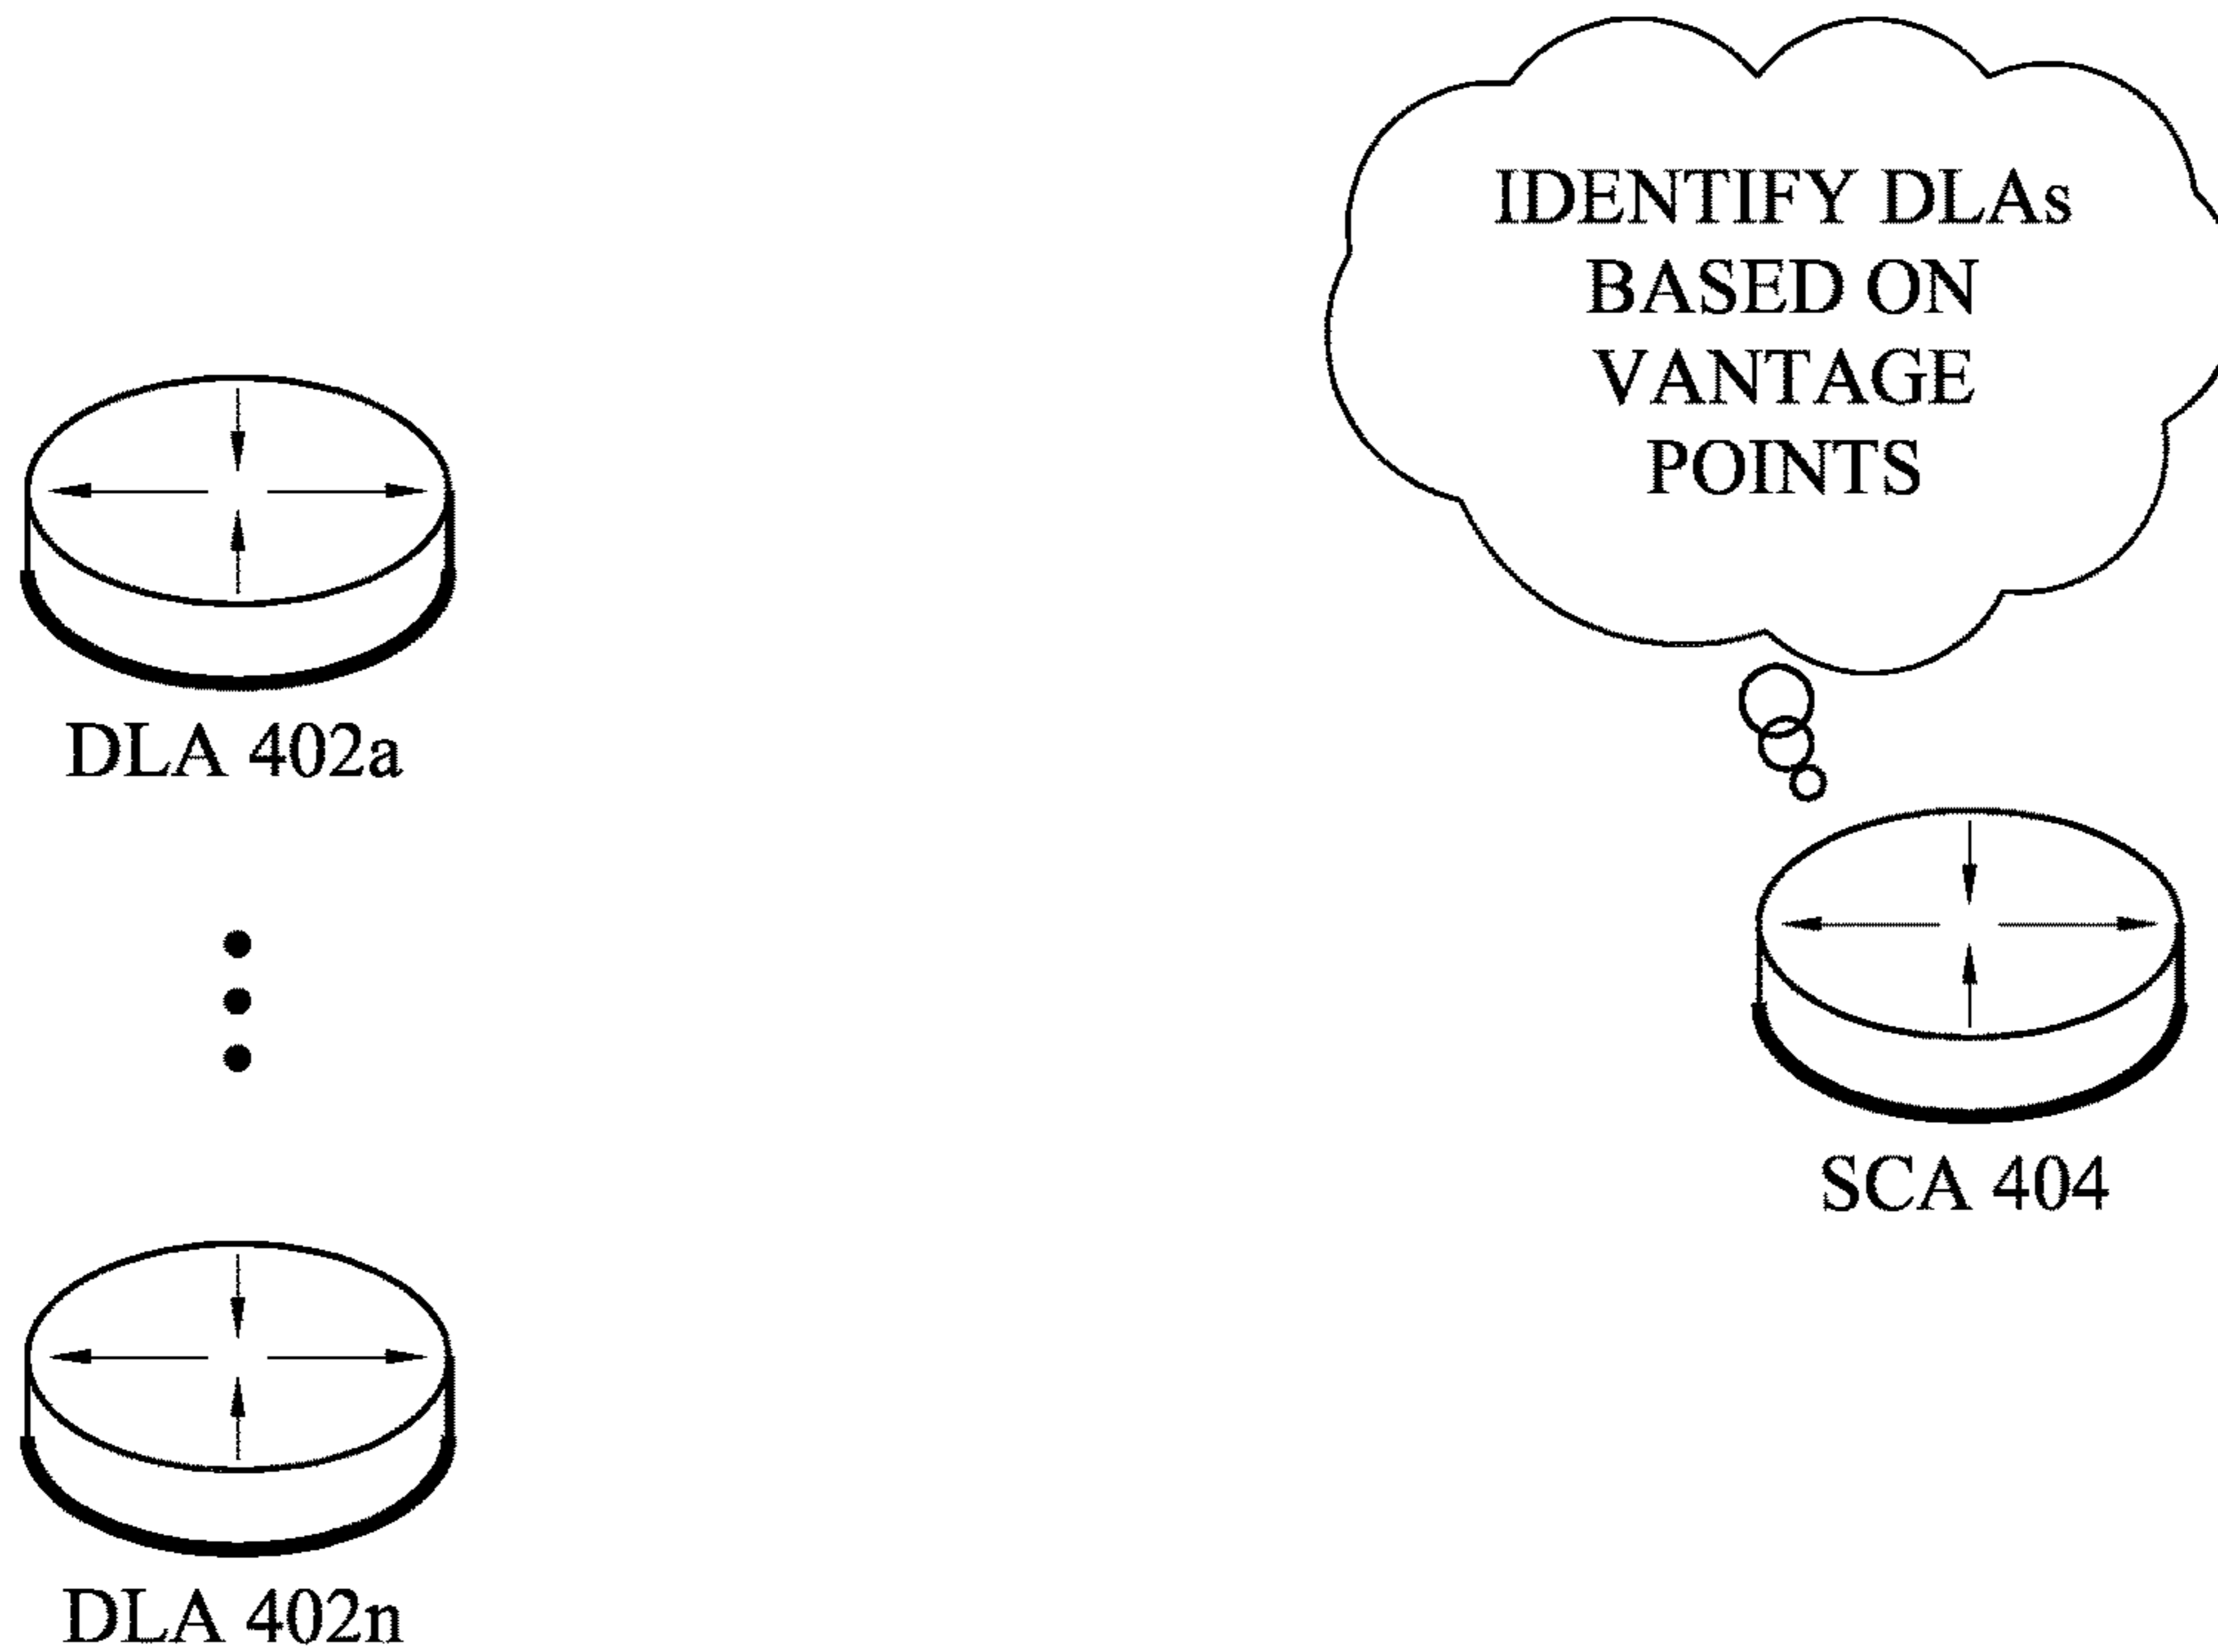 IDENTIFY DLAs
BASED ON
VANTAGE
POINTS
DLA 402a
SCA 404
DLA 402n